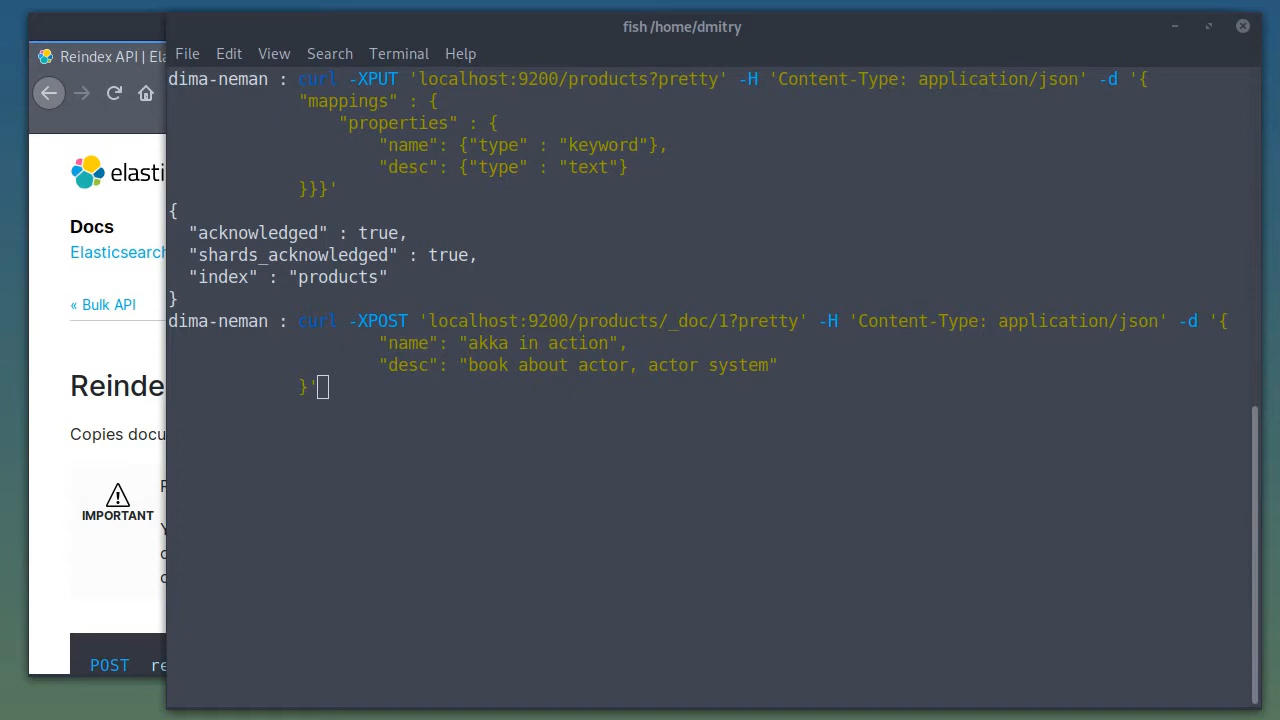 fish /home/dmitry
File Edit View Search Terminal Help
dima-neman : curl -XPUT 'localhost:9200/products?pretty' -H 'Content-Type: application/json' -d '{
"mappings" : {
"properties" : {
"name": {"type" : "keyword"},
"desc": {"type" : "text"}
}}}'
{
"acknowledged" : true,
"shards_acknowledged" : true,
"index" : "products"
}
dima-neman : curl -XPOST 'localhost:9200/products/_doc/1?pretty' -H 'Content-Type: application/json' -d '{
"name": "akka in action",
"desc": "book about actor, actor system"
}'
Reindex API | Ela
elasti
Docs
Elasticsearch
« Bulk API
Reinde
Copies docu
IMPORTANT
POST re